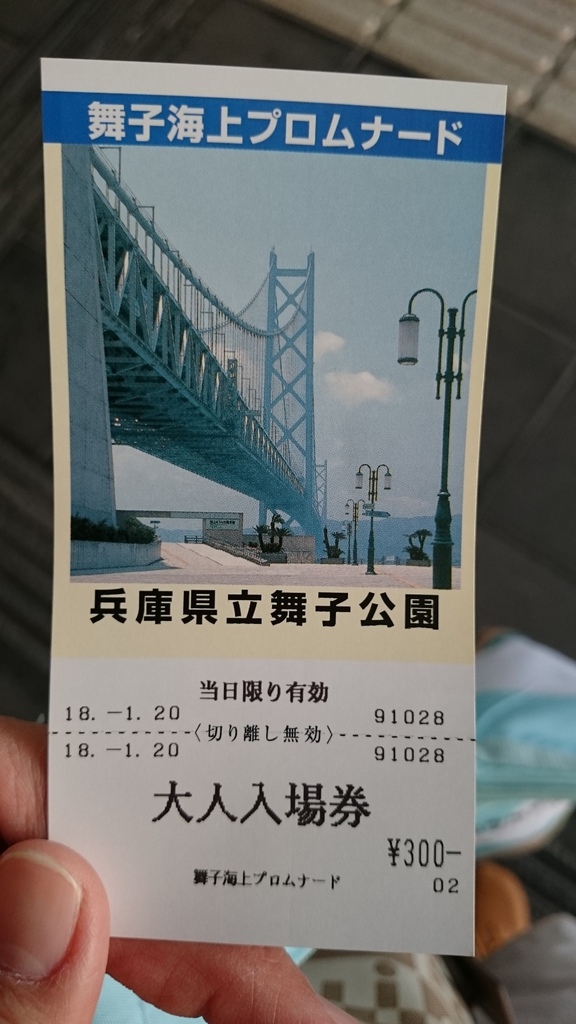 舞子海上プロムナード
兵庫県立舞子公園
当日限り有効
18.-1.20 91028
〈切り離し無効〉
18.-1.20 91028
大人入場券
¥300-
舞子海上プロムナード 02